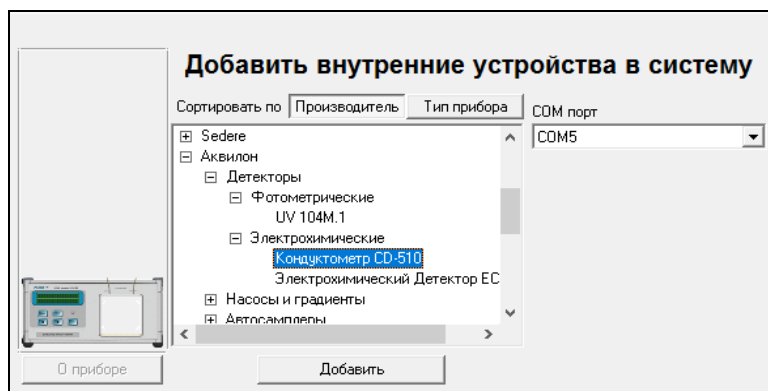 Добавить внутренние устройства в систему
Сортировать по Производитель Тип прибора
COM порт
COM5
Sedere
Аквилон
Детекторы
Фотометрические
UV 104M.1
Электрохимические
Кондуктометр CD-510
Электрохимический Детектор EC
Насосы и градиенты
Автосамплеры
О приборе
Добавить